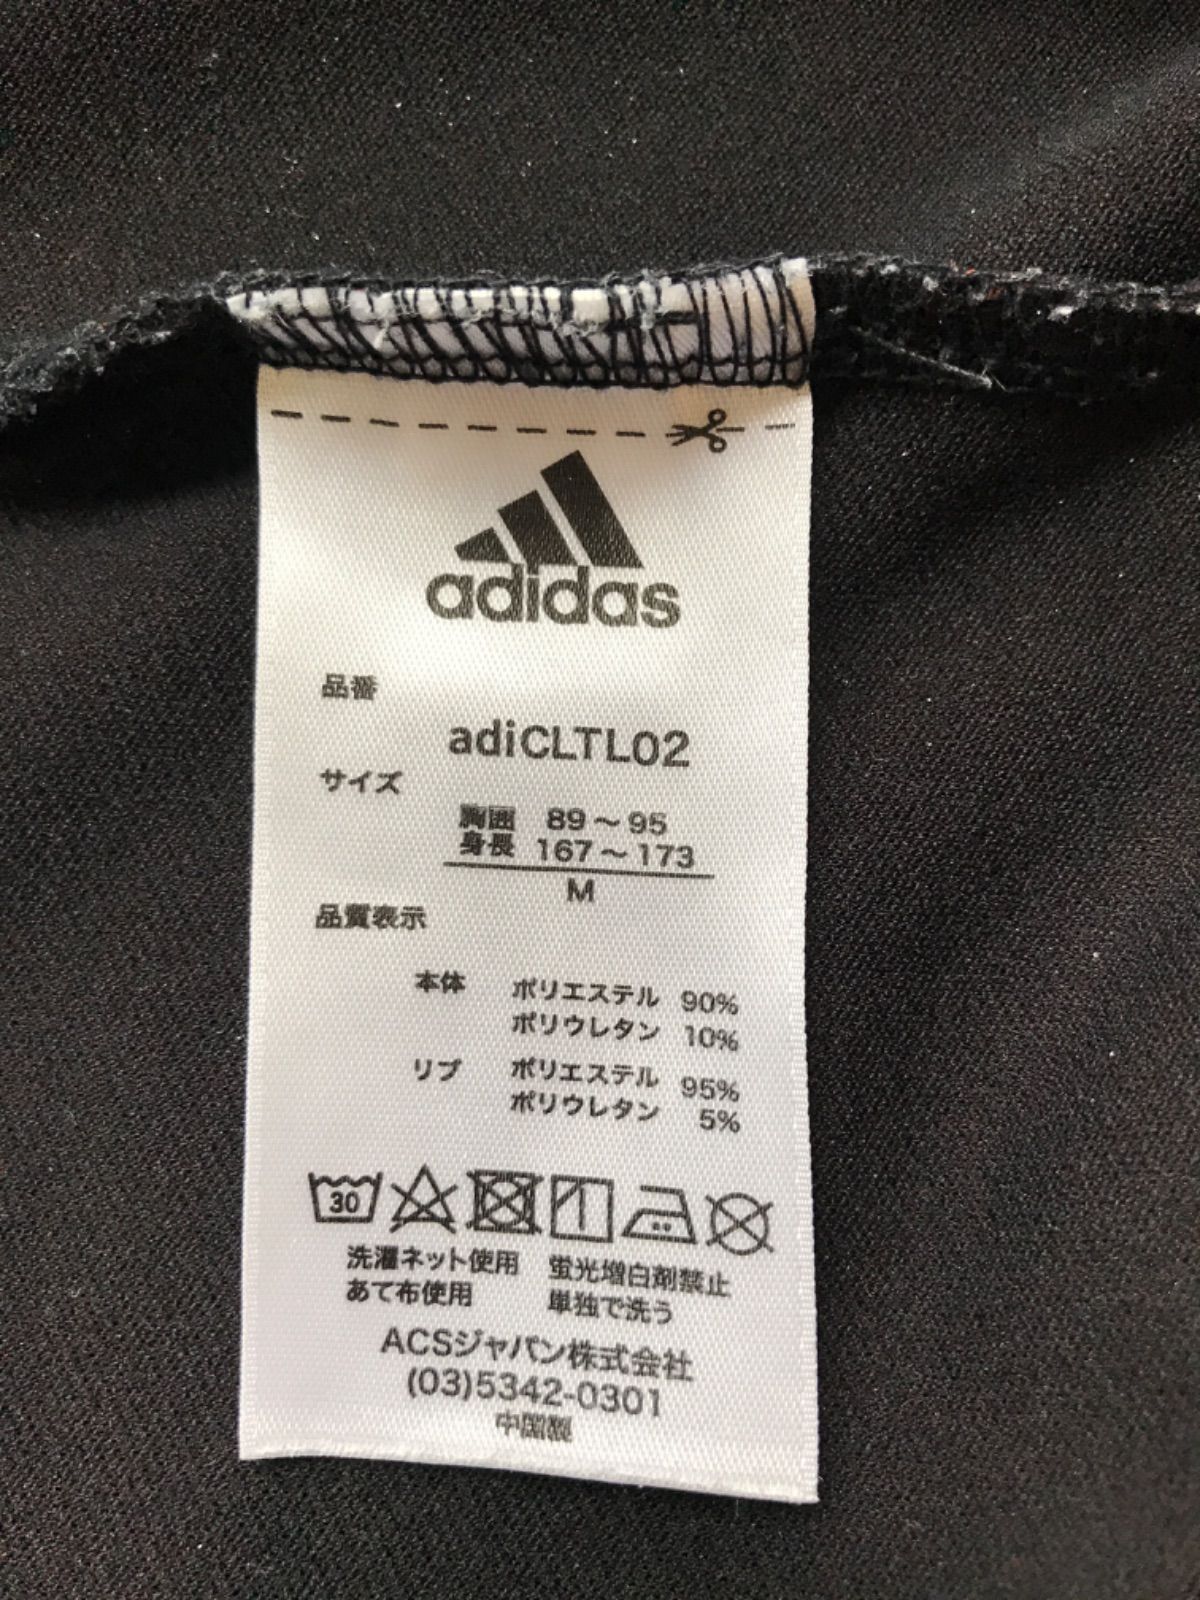 adidas
品番
adiCLTL02
サイズ
胸囲 89～95
身長 167～173
M
品質表示
本体 ポリエステル 90%
ポリウレタン 10%
リブ ポリエステル 95%
ポリウレタン 5%
30
洗濯ネット使用 蛍光増白剤禁止
あて布使用 単独で洗う
ACSジャパン株式会社
(03)5342-0301
中国製